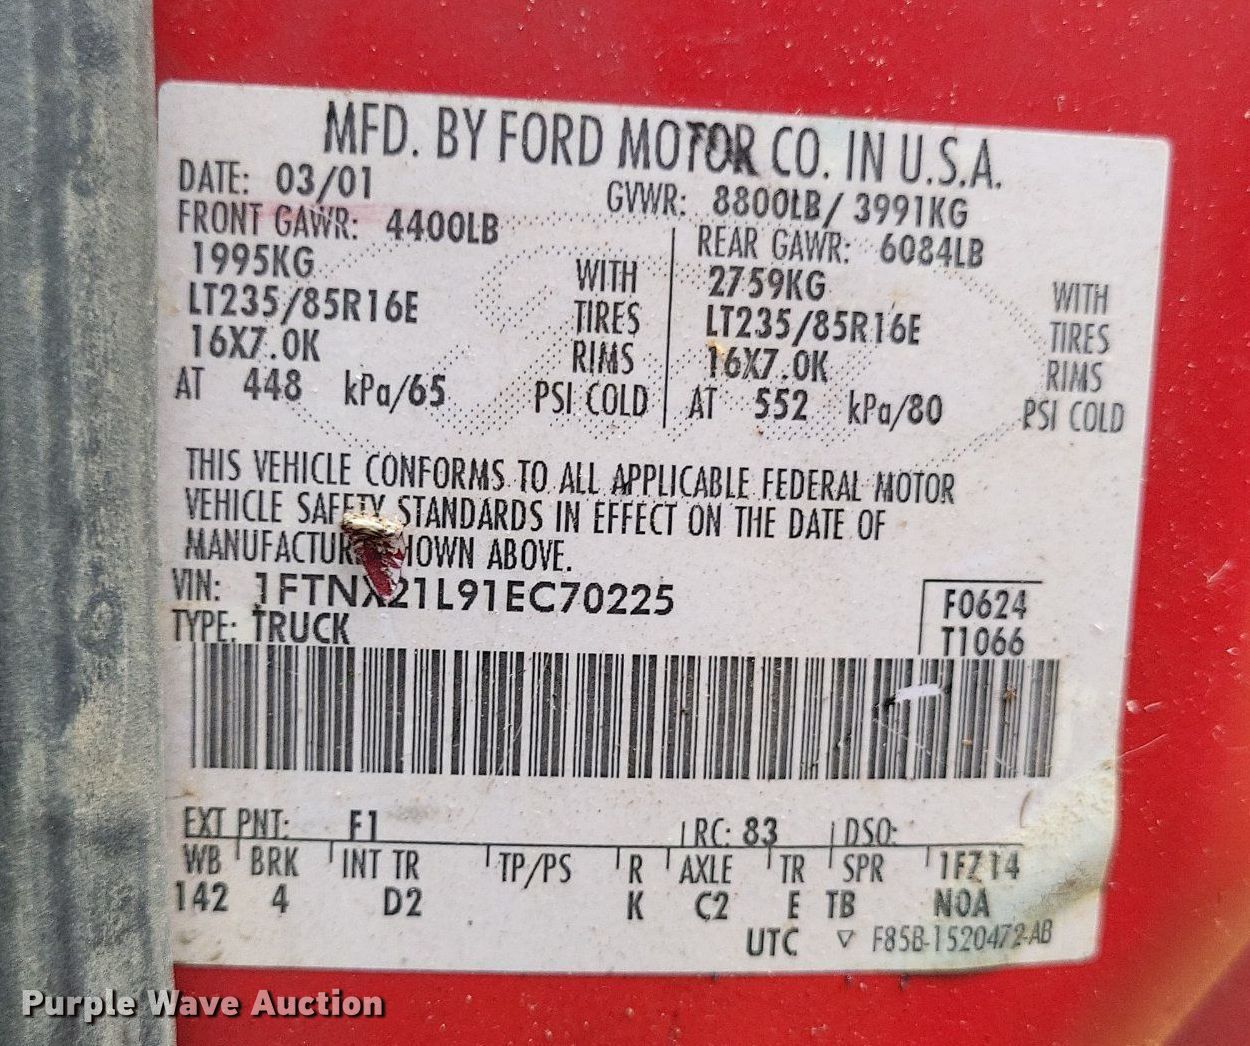 MFD. BY FORD MOTOR CO. IN U.S.A.
DATE: 03/01 GVWR: 8800LB/ 3991KG
FRONT GAWR: 4400LB REAR GAWR: 6084LB
1995KG WITH 2759KG WITH
LT235/85R16E TIRES LT235/85R16E TIRES
16X7.0K RIMS 16X7.0K RIMS
AT 448 kPa/65 PSI COLD AT 552 kPa/80 PSI COLD
THIS VEHICLE CONFORMS TO ALL APPLICABLE FEDERAL MOTOR
VEHICLE SAFETY STANDARDS IN EFFECT ON THE DATE OF
MANUFACTUR HOWN ABOVE.
VIN: 1FTNX21L91EC70225 F0624
TYPE: TRUCK T1066
EXT PNT: F1 RC: 83 DSO:
WB BRK INT TR TP/PS R AXLE TR SPR 1FZ14
142 4 D2 K C2 E TB NOA
UTC ▽ F85B-1520472-AB
Purple Wave Auction